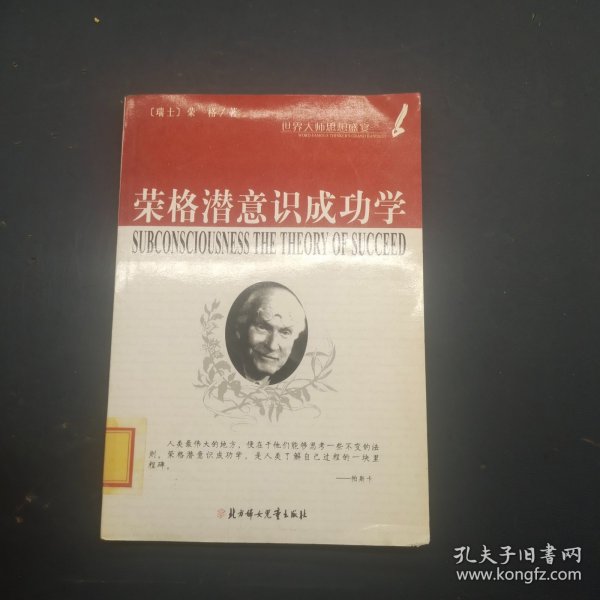 〔瑞士〕荣 格/著
世界大师思想盛宴
荣格潜意识成功学
SUBCONSCIOUSNESS THE THEORY OF SUCCEED
人类最伟大的地方，便在于他们能够思考一些不变的法
则。荣格潜意识成功学，是人类了解自己过程的一块里
程碑。
——帕斯卡
北方妇女儿童出版社
孔夫子旧书网
www.kongfz.com